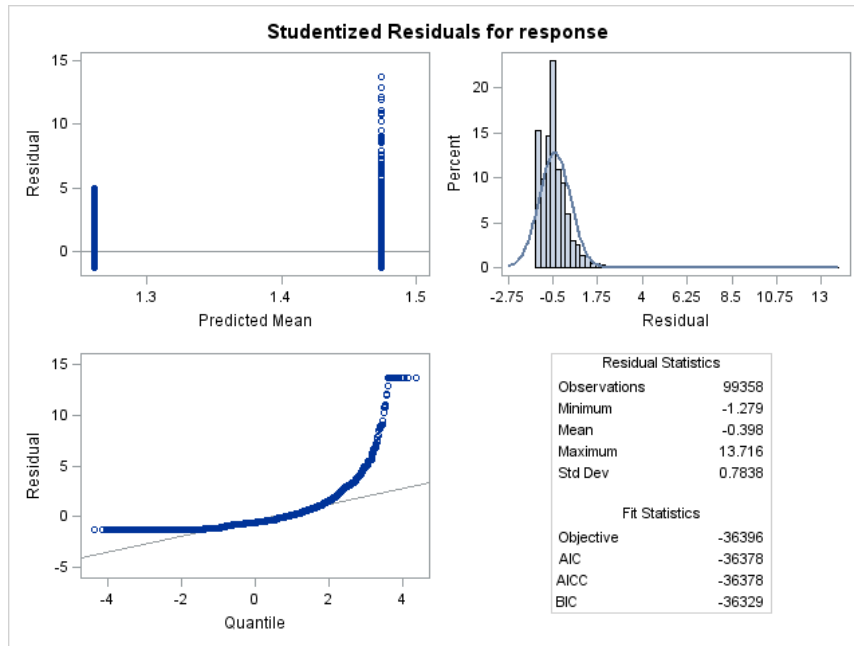 Studentized Residuals for response
15
10
5
0
Residual
1.3
1.4
1.5
Predicted Mean
20
15
10
5
0
Percent
-2.75
-0.5
1.75
4
6.25
8.5
10.75
13
Residual
15
10
5
0
-5
Residual
-4
-2
0
2
4
Quantile
Residual Statistics
Observations 99358
Minimum -1.279
Mean -0.398
Maximum 13.716
Std Dev 0.7838
Fit Statistics
Objective -36396
AIC -36378
AICC -36378
BIC -36329